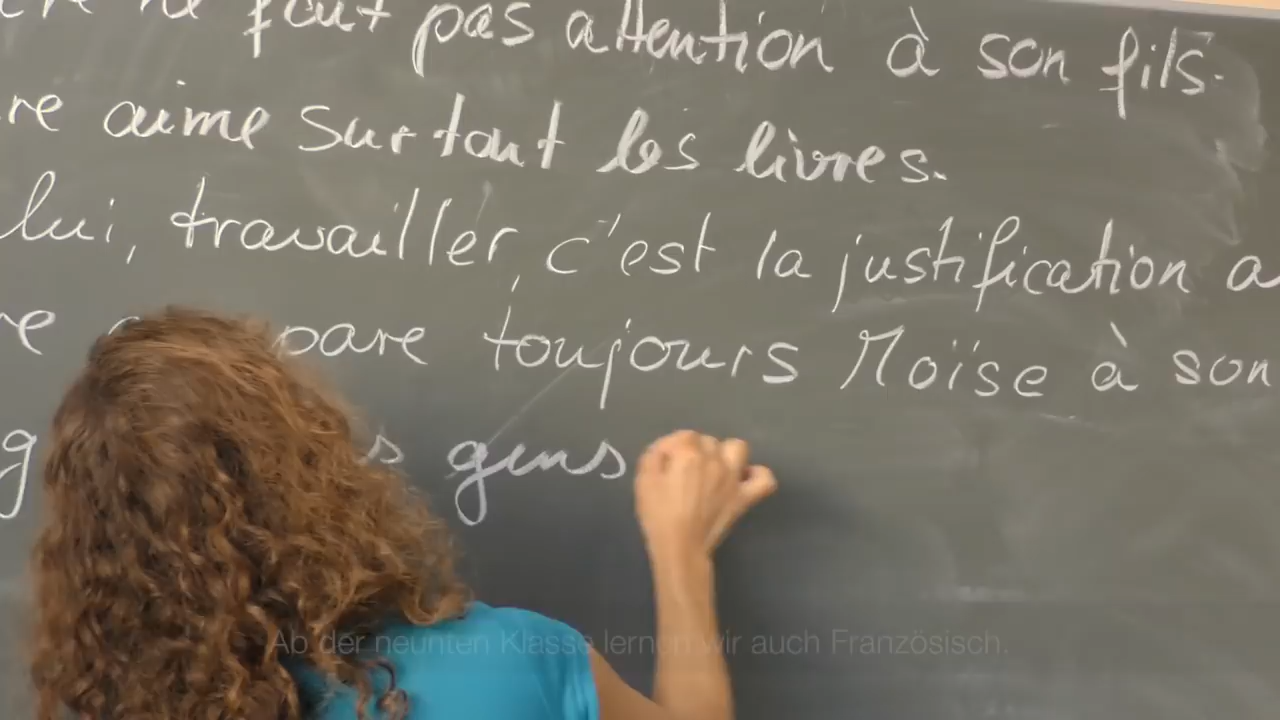 ne fait pas attention à son fils.
re aime surtout les livres.
lui, travailler, c'est la justification a
re pare toujours Moïse à son
g s gens
Ab der neunten Klasse lernen wir auch Französisch.